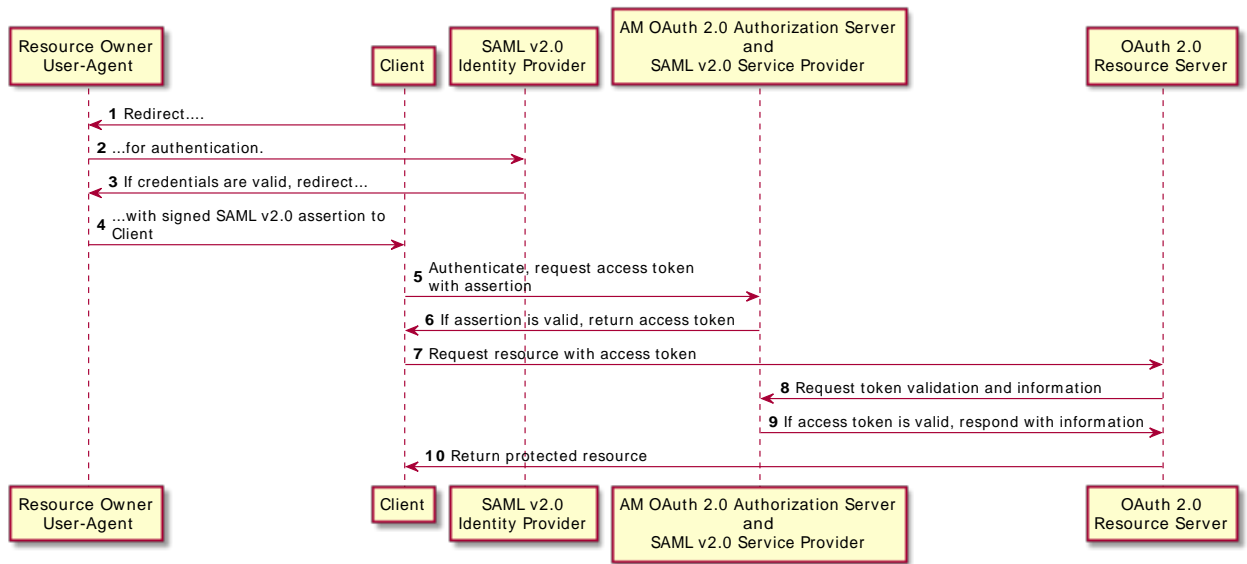 Resource Owner
User-Agent
Client
SAML v2.0
Identity Provider
AM OAuth 2.0 Authorization Server
and
SAML v2.0 Service Provider
OAuth 2.0
Resource Server
1 Redirect....
2 ...for authentication.
3 If credentials are valid, redirect...
4 ...with signed SAML v2.0 assertion to
Client
5 Authenticate, request access token
with assertion
6 If assertion is valid, return access token
7 Request resource with access token
8 Request token validation and information
9 If access token is valid, respond with information
10 Return protected resource
Resource Owner
User-Agent
Client
SAML v2.0
Identity Provider
AM OAuth 2.0 Authorization Server
and
SAML v2.0 Service Provider
OAuth 2.0
Resource Server